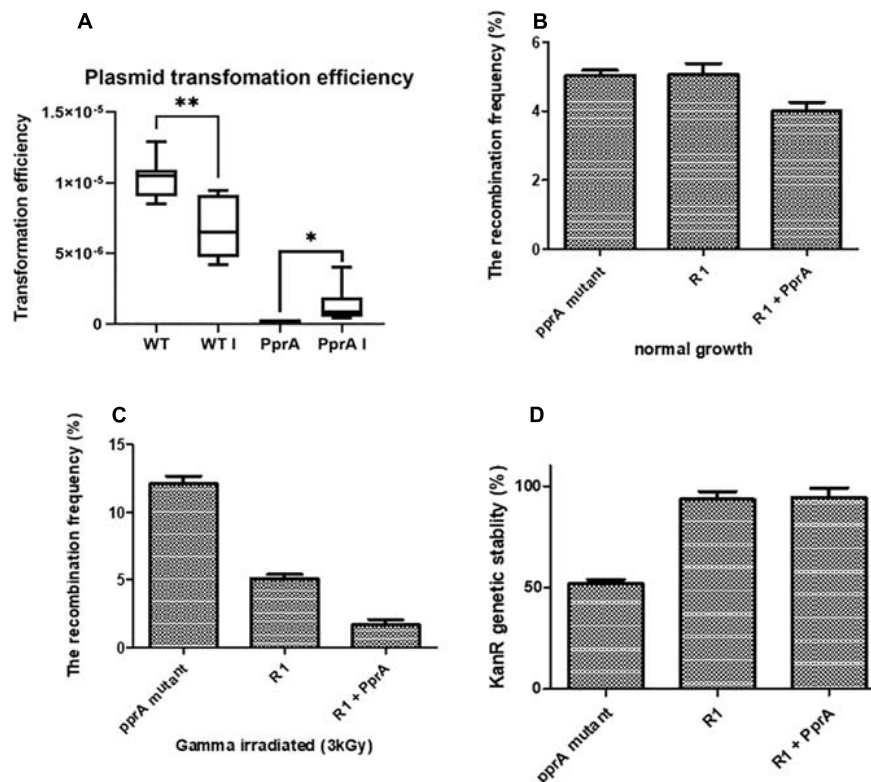 A
Plasmid transfomation efficiency
Transformation efficiency
1.5×10-5
1×10-5
5×10-6
0
**
*
WT
WT I
PprA
PprA I
B
The recombination frequency (%)
6
4
2
0
pprA mutant
R1
R1 + PprA
normal growth
C
The recombination frequency (%)
15
10
5
0
pprA mutant
R1
R1 + PprA
Gamma irradiated (3kGy)
D
KanR genetic stablity (%)
100
50
0
pprA mutant
R1
R1 + PprA